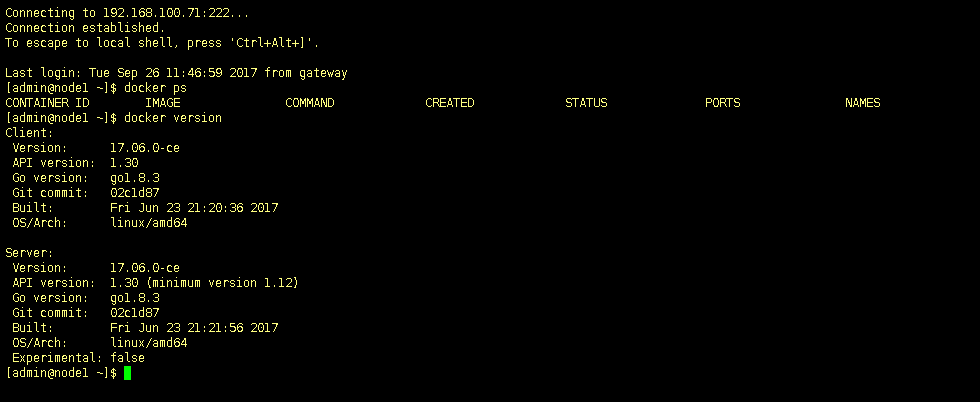 Connecting to 192.168.100.71:222...
Connection established.
To escape to local shell, press 'Ctrl+Alt+]'.

Last login: Tue Sep 26 11:46:59 2017 from gateway
[admin@node1 ~]$ docker ps
CONTAINER ID        IMAGE               COMMAND             CREATED             STATUS              PORTS               NAMES
[admin@node1 ~]$ docker version
Client:
 Version:      17.06.0-ce
 API version:  1.30
 Go version:   go1.8.3
 Git commit:   02c1d87
 Built:        Fri Jun 23 21:20:36 2017
 OS/Arch:      linux/amd64

Server:
 Version:      17.06.0-ce
 API version:  1.30 (minimum version 1.12)
 Go version:   go1.8.3
 Git commit:   02c1d87
 Built:        Fri Jun 23 21:21:56 2017
 OS/Arch:      linux/amd64
 Experimental: false
[admin@node1 ~]$